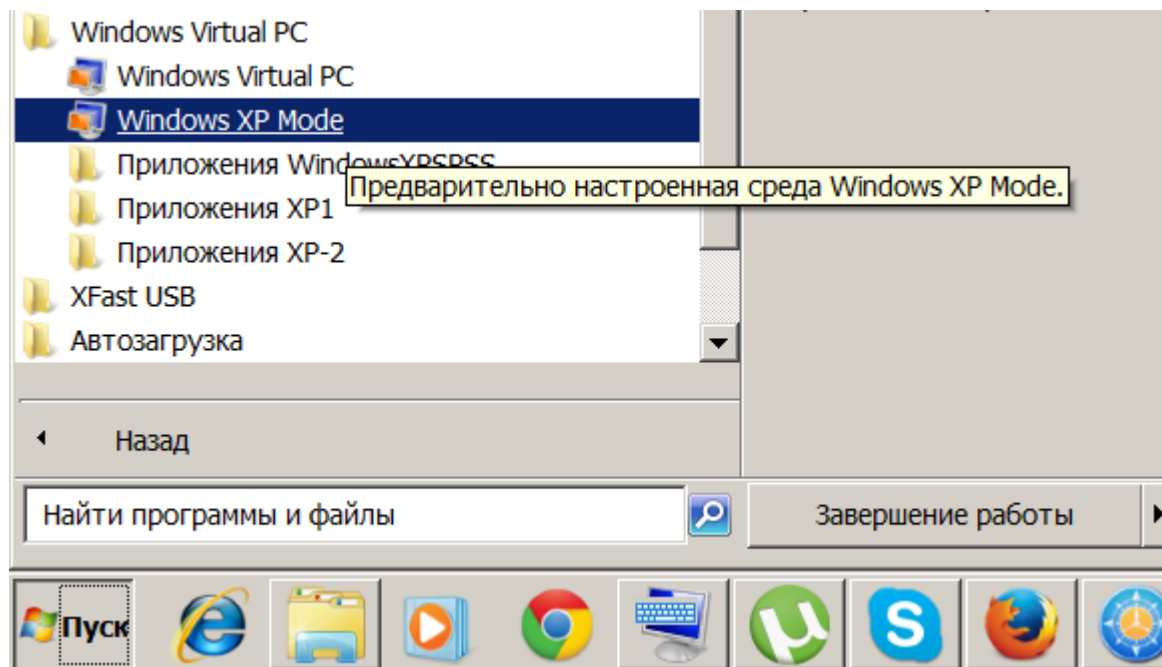 Windows Virtual PC
Windows Virtual PC
Windows XP Mode
Приложения WindowsXPSPSS
Предварительно настроенная среда Windows XP Mode.
Приложения XP1
Приложения XP-2
XFast USB
Автозагрузка
Назад
Найти программы и файлы
Завершение работы
Пуск